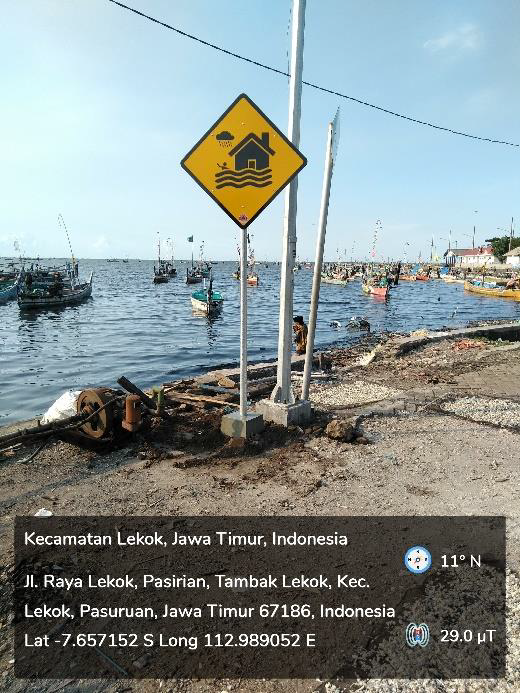 Kecamatan Lekok, Jawa Timur, Indonesia
11° N
Jl. Raya Lekok, Pasirian, Tambak Lekok, Kec.
Lekok, Pasuruan, Jawa Timur 67186, Indonesia
Lat -7.657152 S Long 112.989052 E
29.0 µT